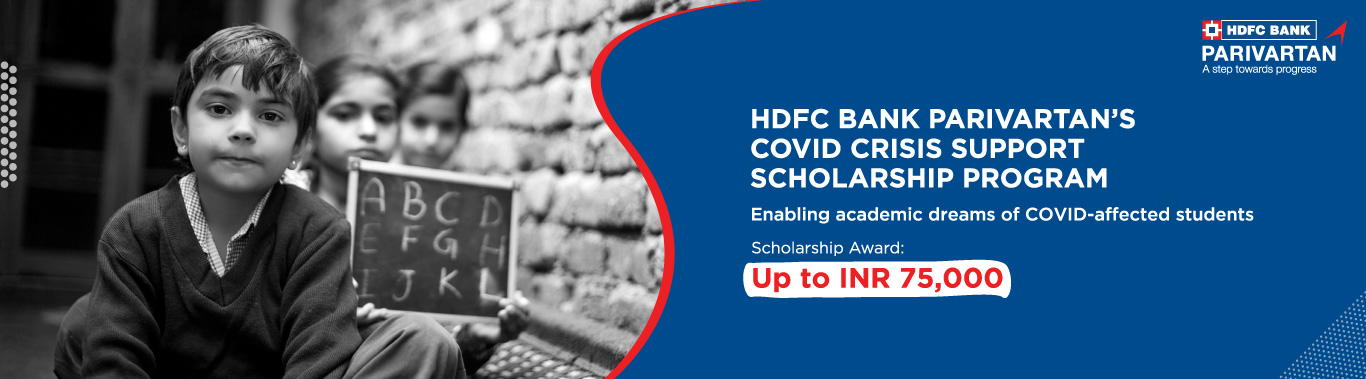 HDFC BANK
PARIVARTAN
A step towards progress
HDFC BANK PARIVARTAN'S
COVID CRISIS SUPPORT
SCHOLARSHIP PROGRAM
Enabling academic dreams of COVID-affected students
Scholarship Award:
Up to INR 75,000
A B C D
E F G H
I J K L